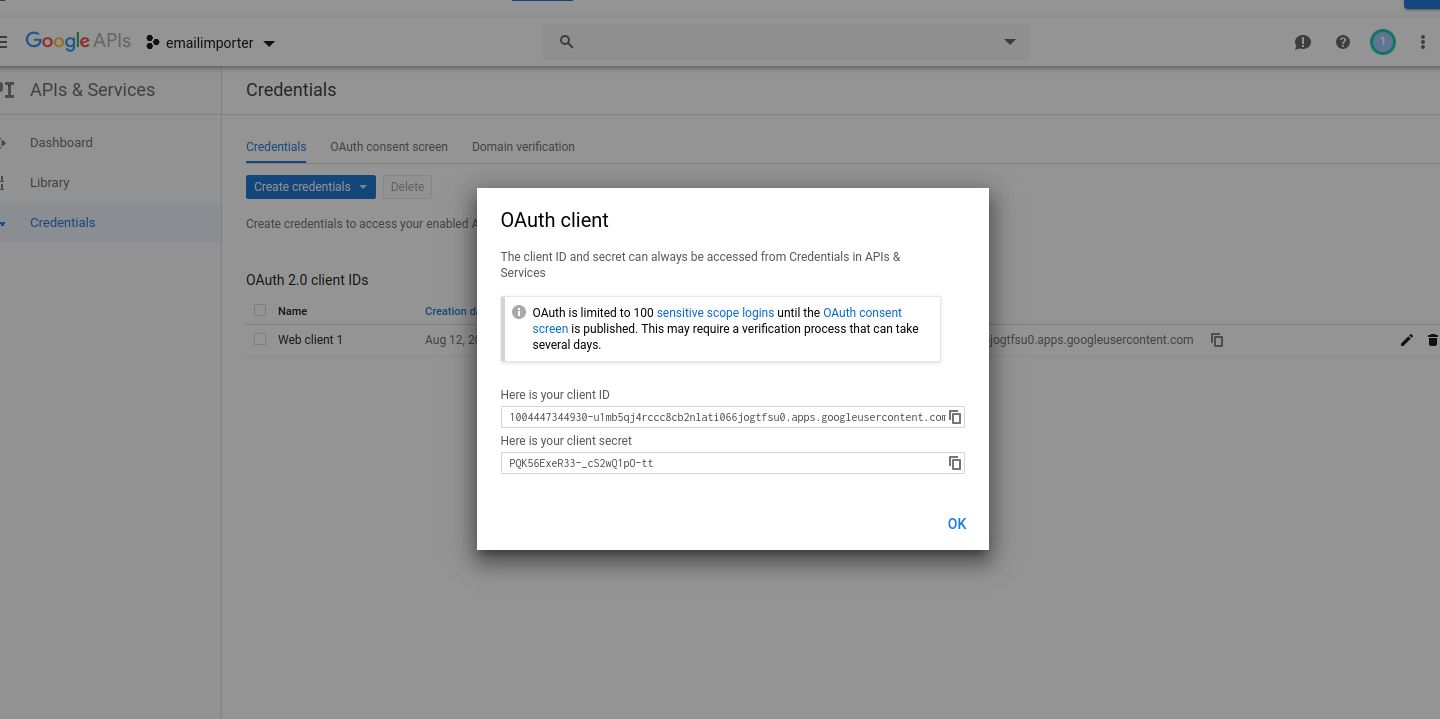 Google APIs
emailimporter
1
APIs & Services
Credentials
Dashboard
Library
Credentials
Credentials OAuth consent screen Domain verification
Create credentials Delete
Create credentials to access your enabled
OAuth 2.0 client IDs
Name Creation
Web client 1 Aug 12, jogtfsu0.apps.googleusercontent.com
OAuth client
The client ID and secret can always be accessed from Credentials in APIs &
Services
OAuth is limited to 100 sensitive scope logins until the OAuth consent
screen is published. This may require a verification process that can take
several days.
Here is your client ID
1004447344930-u1mb5qj4rccc8cb2nlati066jogtfsu0.apps.googleusercontent.com
Here is your client secret
PQK56ExeR33-_cS2wQ1pO-tt
OK